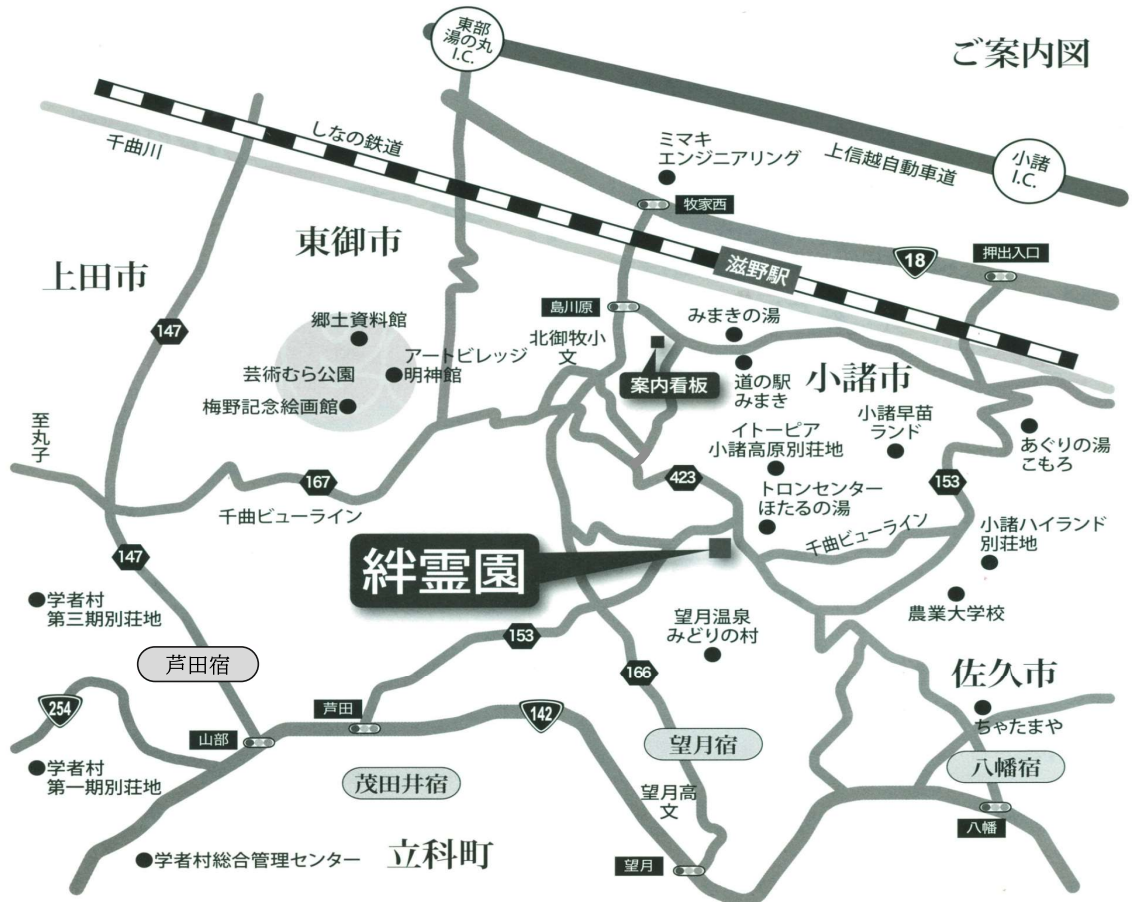 東部
湯の丸
I.C.
ご案内図
しなの鉄道
千曲川
ミマキ
エンジニアリング
上信越自動車道
小諸
I.C.
牧家西
東御市
上田市
滋野駅
18
押出入口
147
島川原
みまきの湯
郷土資料館
北御牧小
文
アートビレッジ
明神館
芸術むら公園
梅野記念絵画館
案内看板
道の駅
みまき
小諸市
至丸子
イトーピア
小諸高原別荘地
小諸早苗
ランド
あぐりの湯
こもろ
167
423
153
千曲ビューライン
トロンセンター
ほたるの湯
千曲ビューライン
小諸ハイランド
別荘地
147
絆霊園
学者村
第三期別荘地
農業大学校
153
望月温泉
みどりの村
芦田宿
166
佐久市
254
芦田
142
山部
望月宿
ちゃたまや
学者村
第一期別荘地
茂田井宿
望月高
文
八幡宿
八幡
学者村総合管理センター
立科町
望月